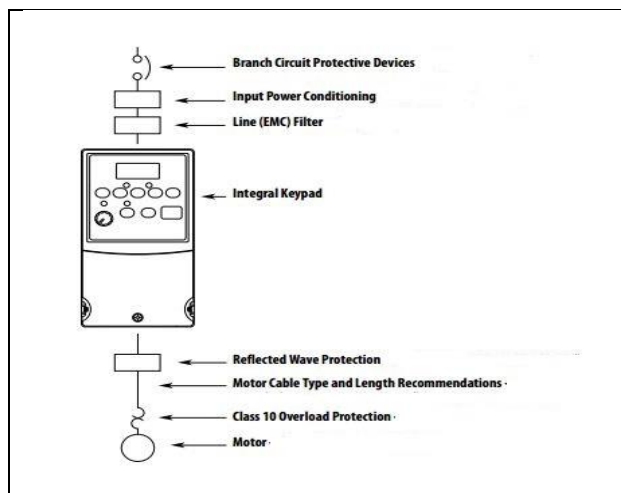 Branch Circuit Protective Devices
Input Power Conditioning
Line (EMC) Filter
Integral Keypad
Reflected Wave Protection
Motor Cable Type and Length Recommendations
Class 10 Overload Protection
Motor